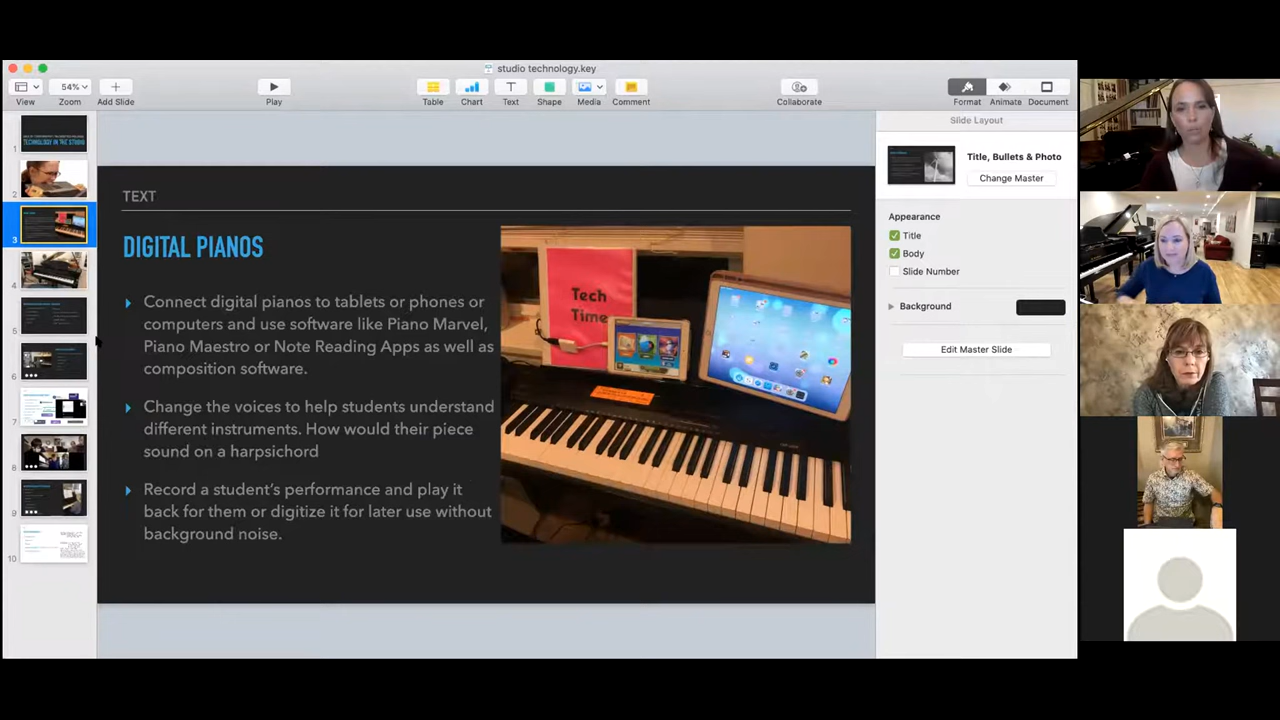 studio technology.key
54%
View
Zoom
Add Slide
Play
Table
Chart
Text
Shape
Media
Comment
Collaborate
Format
Animate
Document
Slide Layout
Title, Bullets & Photo
Change Master
Appearance
Title
Body
Slide Number
Background
Edit Master Slide
1
TECHNOLOGY IN THE STUDIO
2
3
4
5
6
7
8
9
10
TEXT
DIGITAL PIANOS
Connect digital pianos to tablets or phones or
computers and use software like Piano Marvel,
Piano Maestro or Note Reading Apps as well as
composition software.
Change the voices to help students understand
different instruments. How would their piece
sound on a harpsichord
Record a student’s performance and play it
back for them or digitize it for later use without
background noise.
Tech
Time